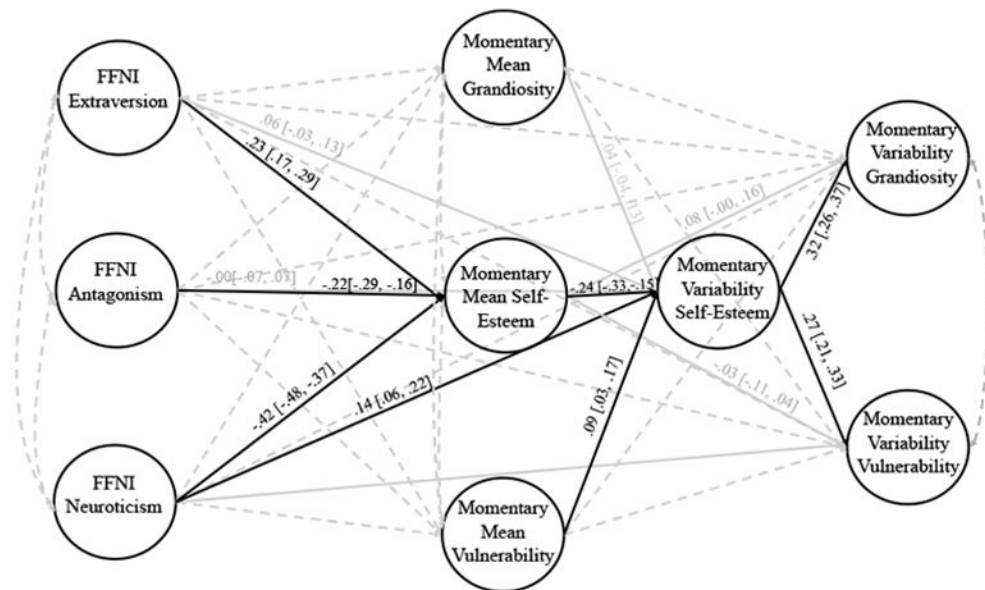 FFNI
Extraversion
Momentary
Mean
Grandiosity
.06 [-.03, .13]
.23 [.17, .29]
.04 [-.04, .13]
Momentary
Variability
Grandiosity
.08 [-.00, .16]
.32 [.26, .37]
FFNI
Antagonism
-.00[-.07, .07]
-.22[-.29, -.16]
Momentary
Mean Self-
Esteem
-.24 [-.33, -.15]
Momentary
Variability
Self-Esteem
.27 [.21, .33]
-.42 [-.48, -.37]
.14 [.06, .22]
-.03 [-.11, .04]
.09 [.03, .17]
Momentary
Variability
Vulnerability
FFNI
Neuroticism
Momentary
Mean
Vulnerability